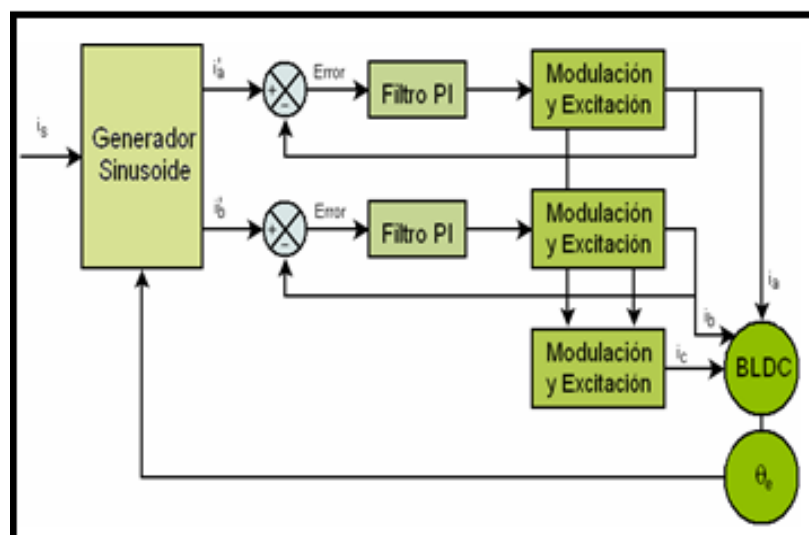 i's
Generador
Sinusoide
i'a
Error
Filtro PI
Modulación
y Excitación
i'b
Error
Filtro PI
Modulación
y Excitación
Modulación
y Excitación
ia
ib
ic
BLDC
θe